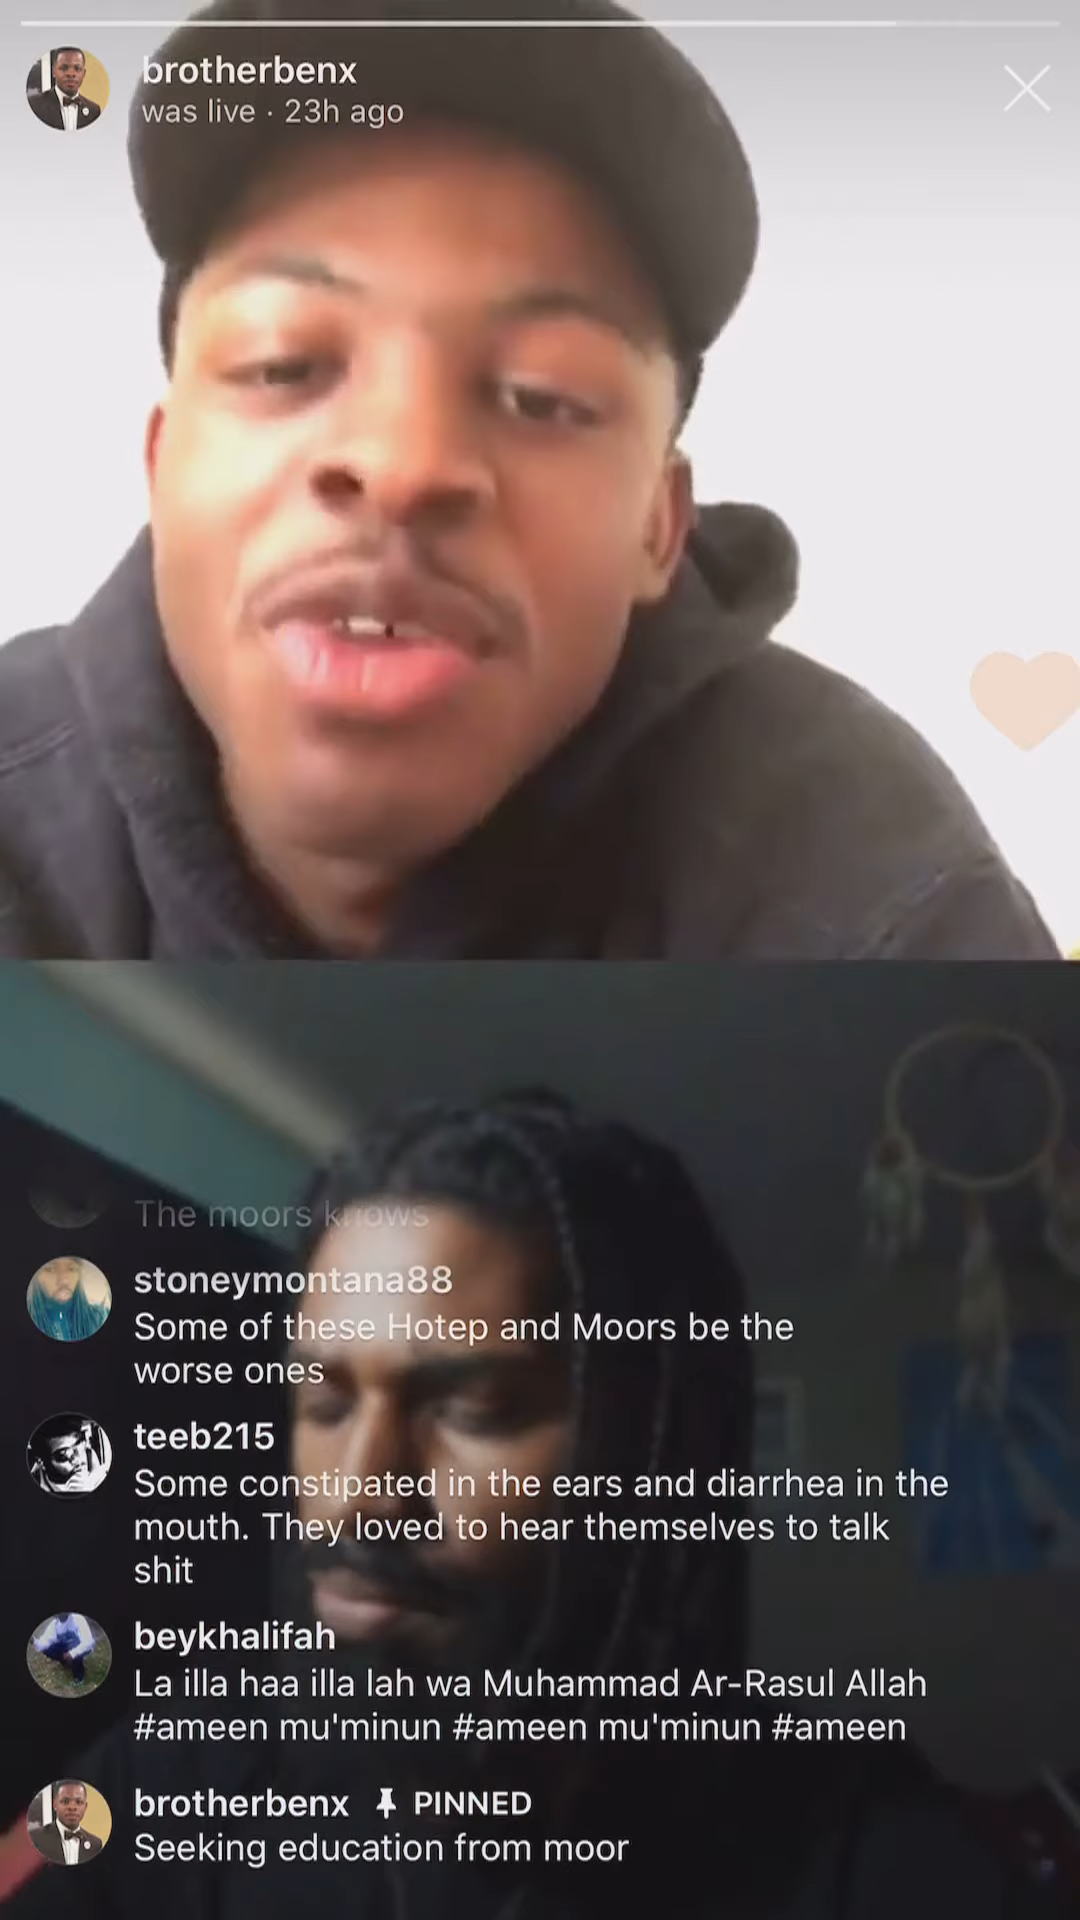 brotherbenx
was live · 23h ago
The moors knows
stoneymontana88
Some of these Hotep and Moors be the
worse ones
teeb215
Some constipated in the ears and diarrhea in the
mouth. They loved to hear themselves to talk
shit
beykhalifah
La illa haa illa lah wa Muhammad Ar-Rasul Allah
#ameen mu'minun #ameen mu'minun #ameen
brotherbenx PINNED
Seeking education from moor